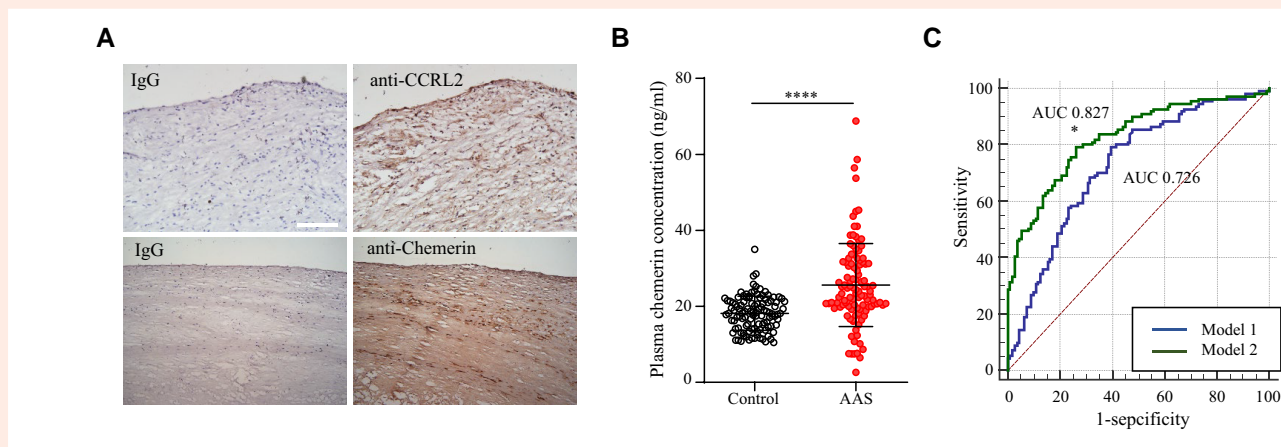 A
IgG
anti-CCRL2
IgG
anti-Chemerin
B
Plasma chemerin concentration (ng/ml)
80
60
40
20
0
****
Control
AAS
C
Sensitivity
100
80
60
40
20
0
AUC 0.827
*
AUC 0.726
Model 1
Model 2
0
20
40
60
80
100
1-sepcificity